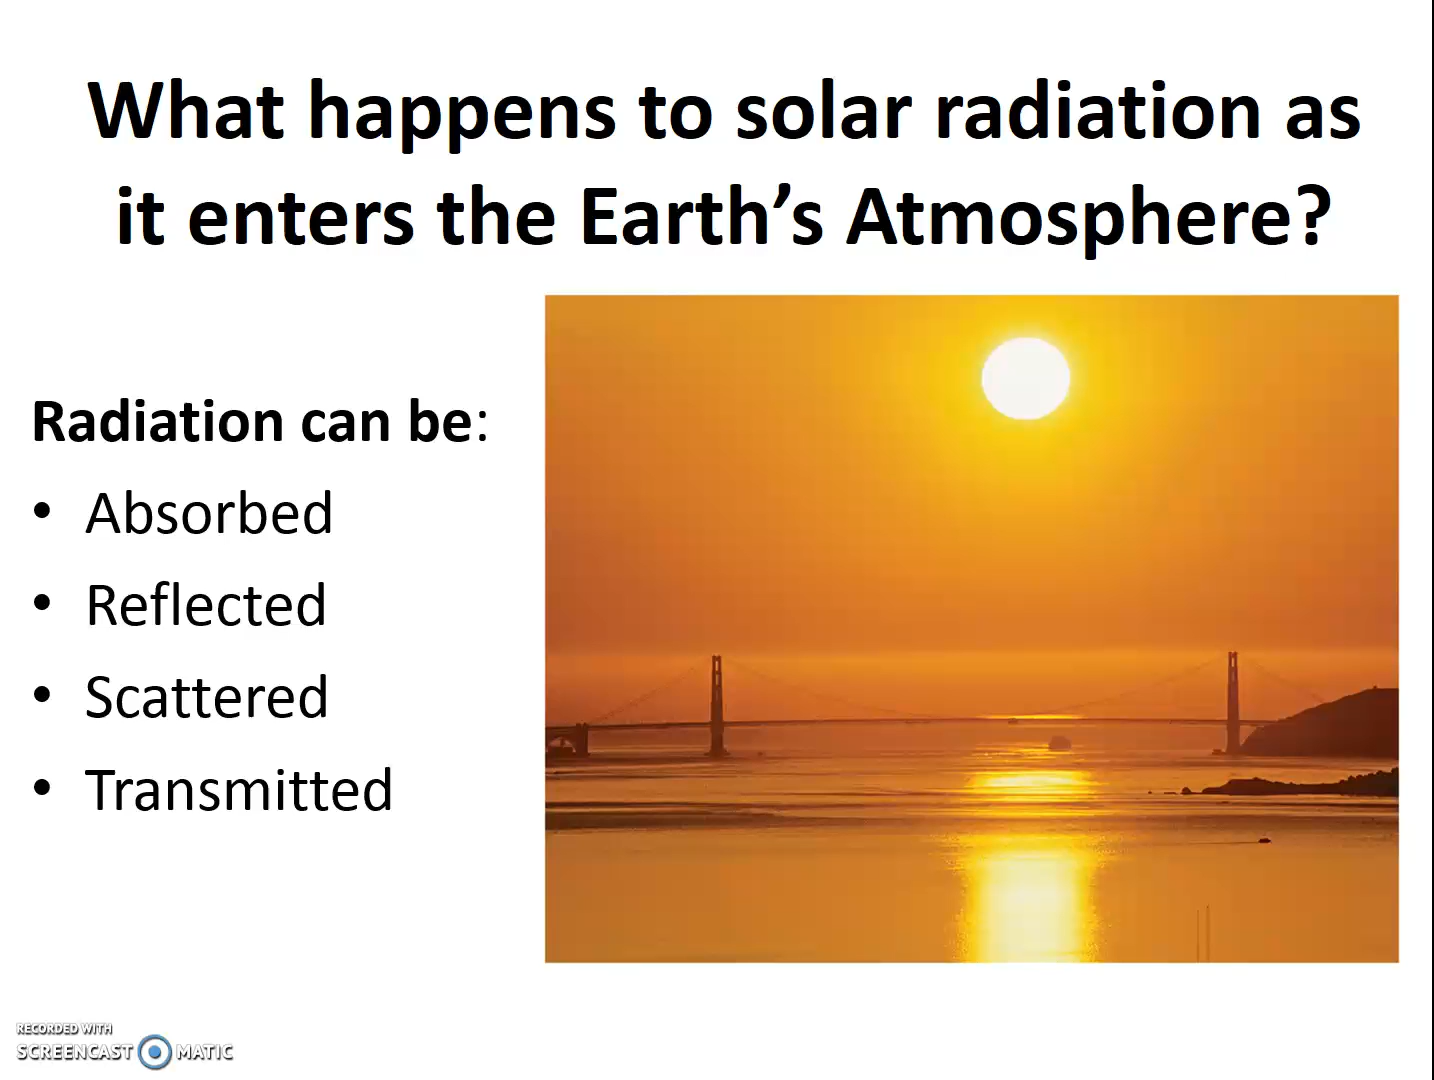 What happens to solar radiation as
it enters the Earth’s Atmosphere?
Radiation can be:
• Absorbed
• Reflected
• Scattered
• Transmitted
RECORDED WITH
SCREENCAST MATIC